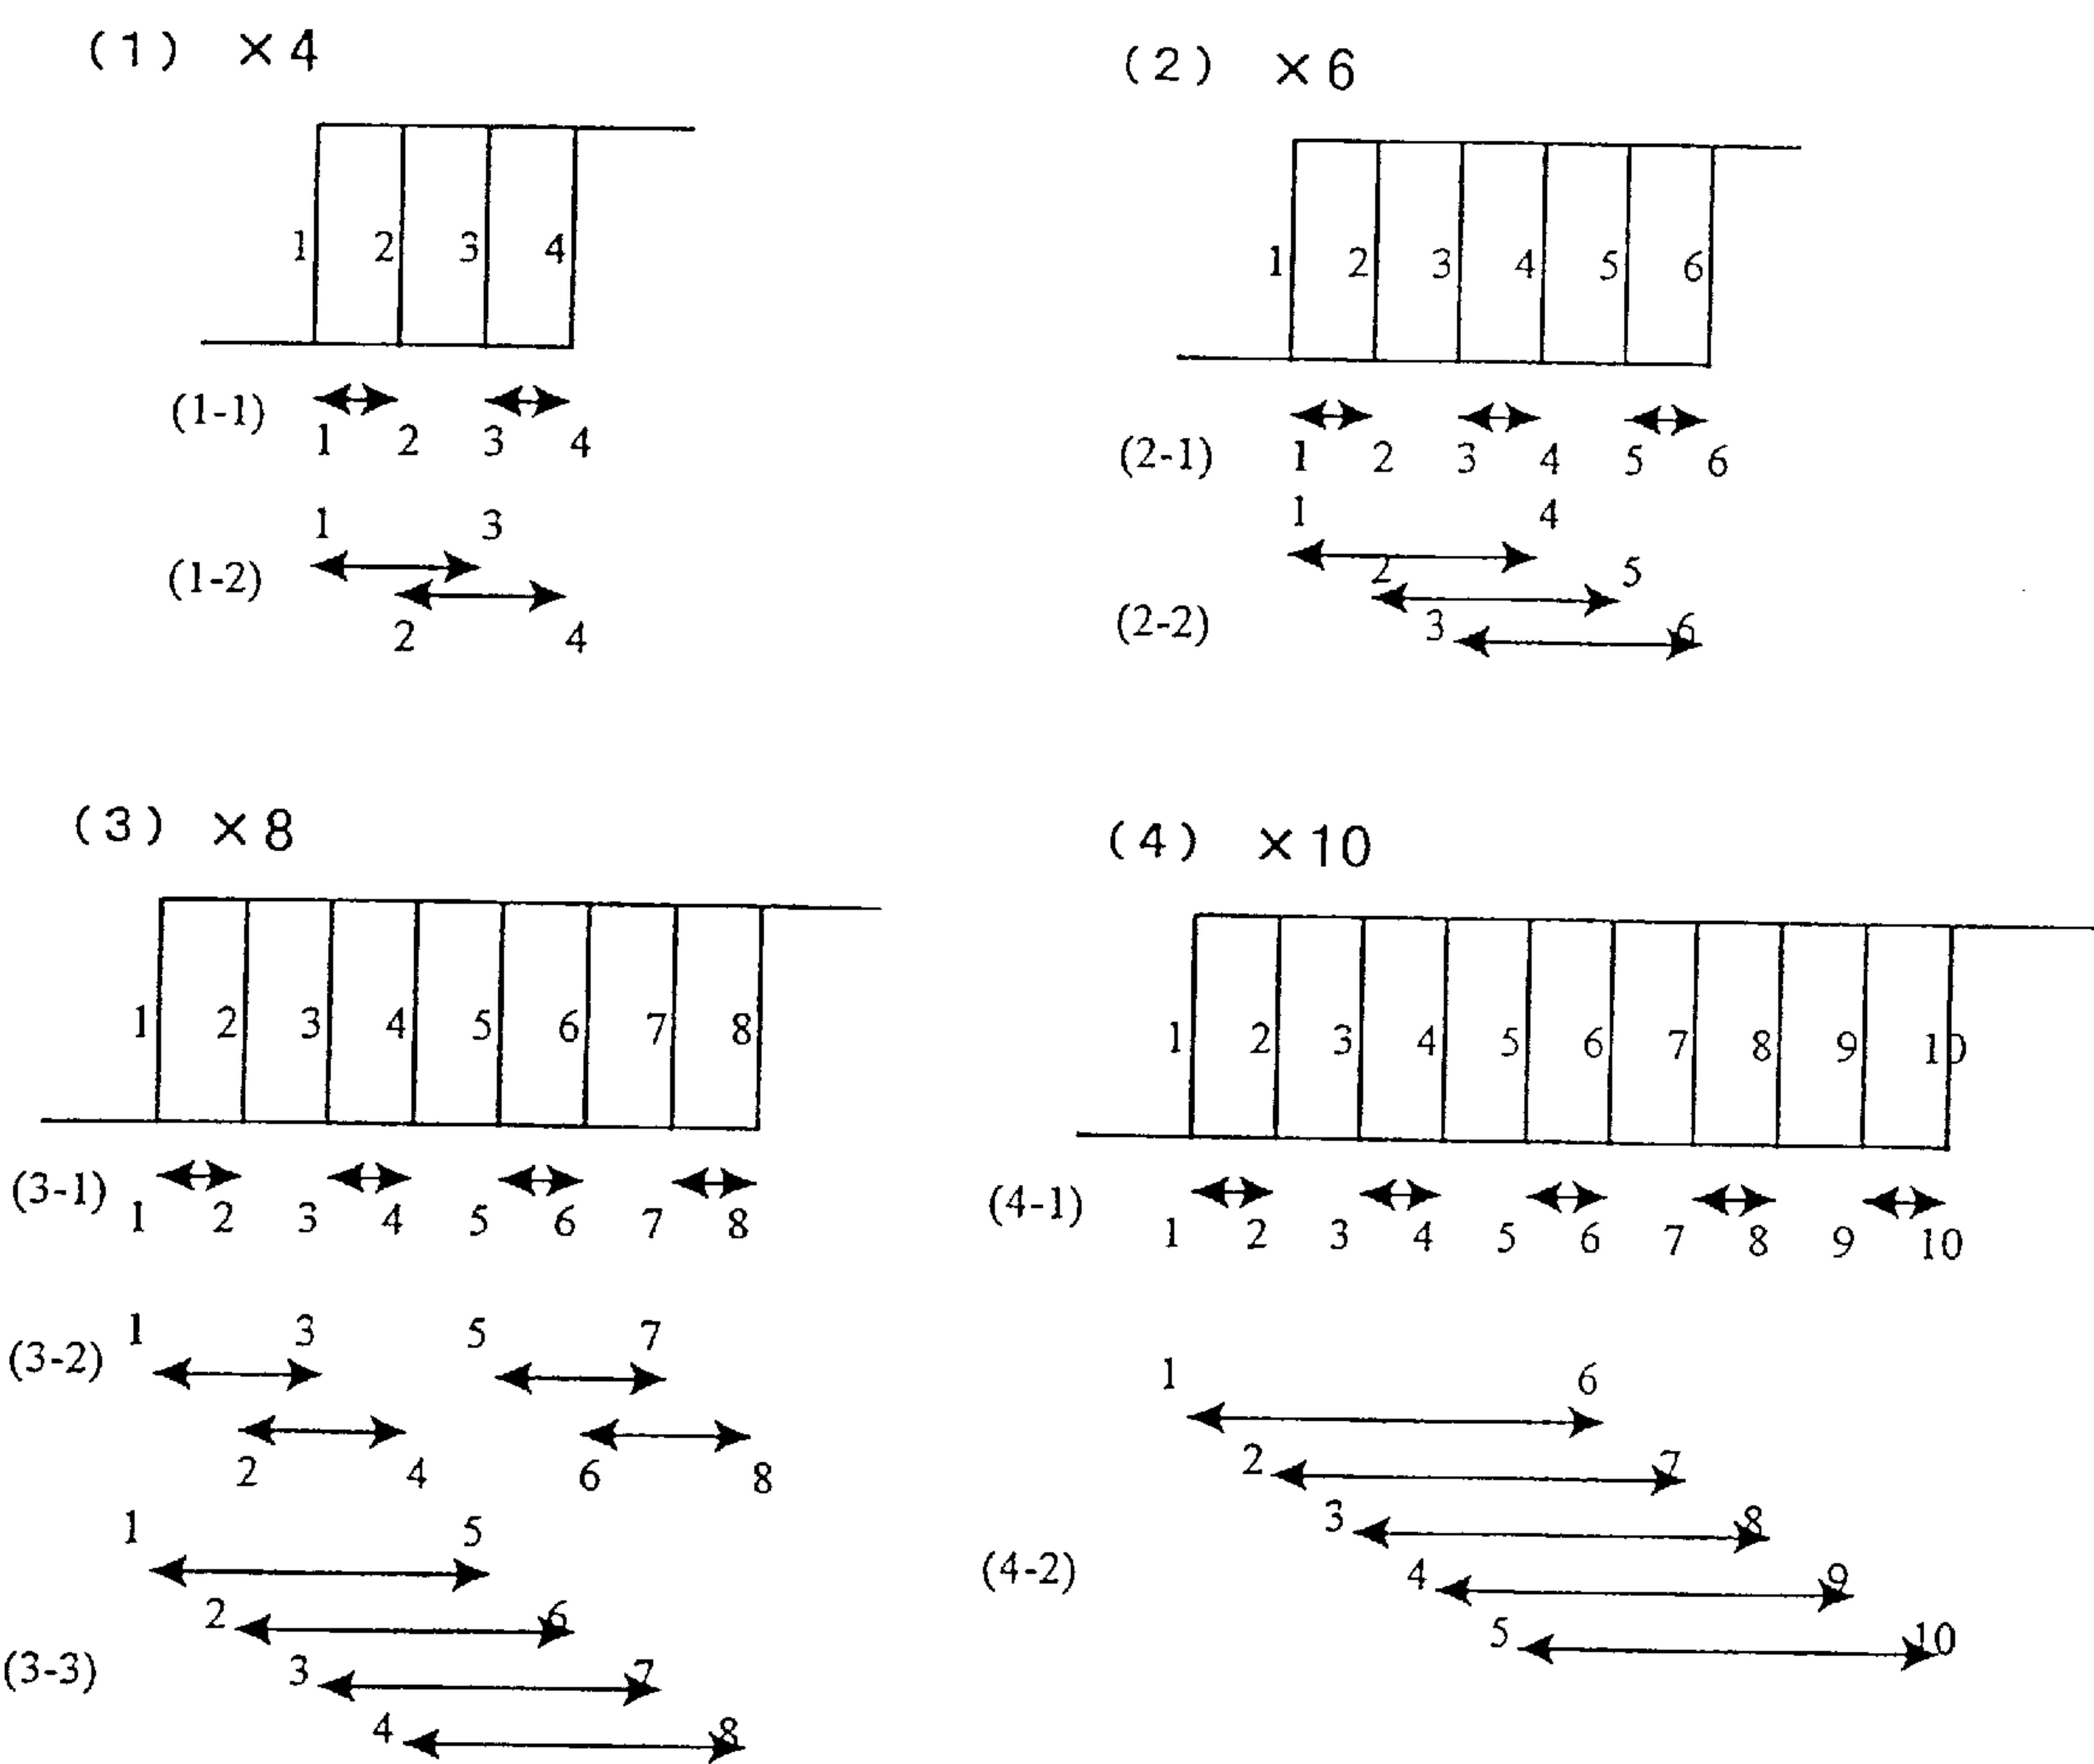 (1) ×4
1 2 3 4
(1-1)
1 2 3 4
1 3
(1-2)
2 4
(2) ×6
1 2 3 4 5 6
(2-1) 1 2 3 4 5 6
1 4
2 5
(2-2) 3 6
(3) ×8
1 2 3 4 5 6 7 8
(3-1) 1 2 3 4 5 6 7 8
1 3 5 7
(3-2)
2 4 6 8
1 5
2 6
(3-3) 3 7
4 8
(4) ×10
1 2 3 4 5 6 7 8 9 10
(4-1)
1 2 3 4 5 6 7 8 9 10
1 6
2 7
3 8
(4-2) 4 9
5 10